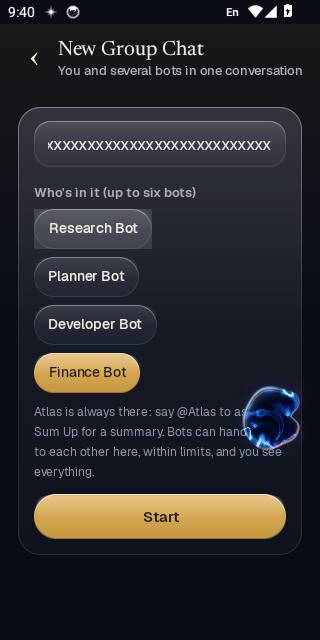 9:40
En
New Group Chat
You and several bots in one conversation
xxxxxxxxxxxxxxxxxxxxxxxxxxx
Who's in it (up to six bots)
Research Bot
Planner Bot
Developer Bot
Finance Bot
Atlas is always there: say @Atlas to
Sum Up for a summary. Bots can
to each other here, within limits, and you see
everything.
Start